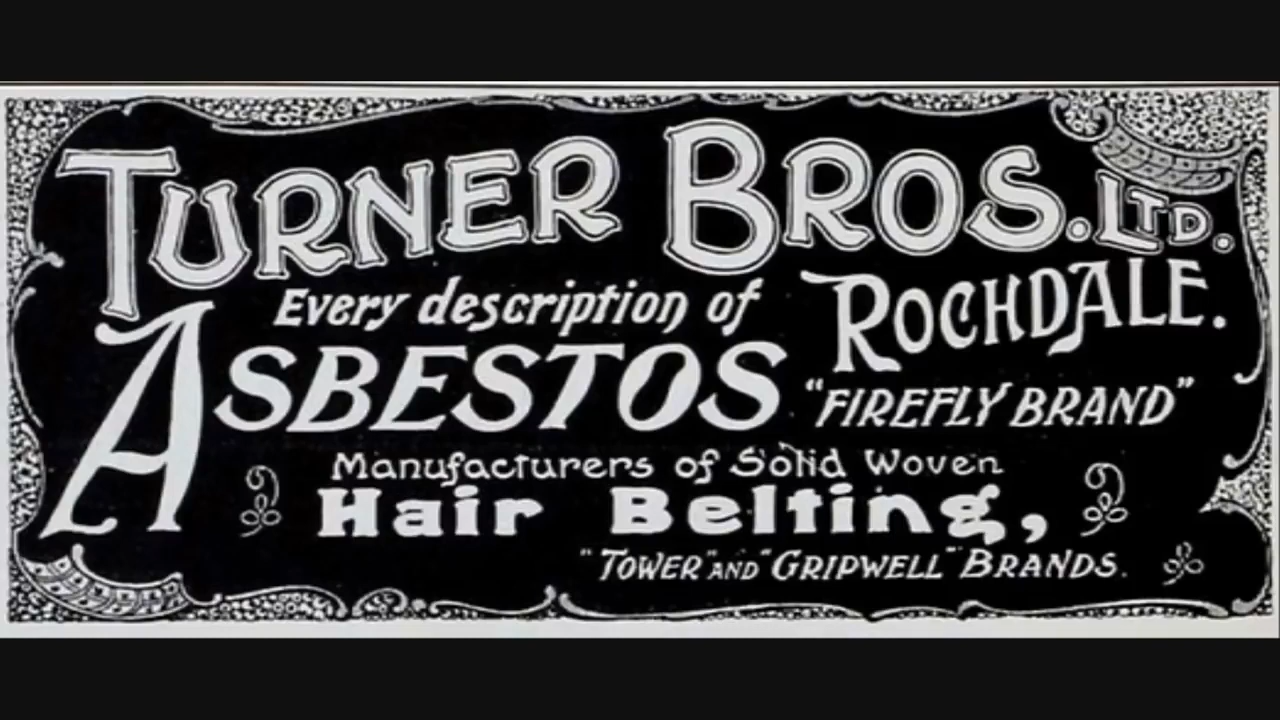 TURNER BROS. LTD.
ROCHDALE.
Every description of
ASBESTOS "FIREFLY BRAND"
Manufacturers of Solid Woven
Hair Belting,
"TOWER" AND "GRIPWELL" BRANDS.